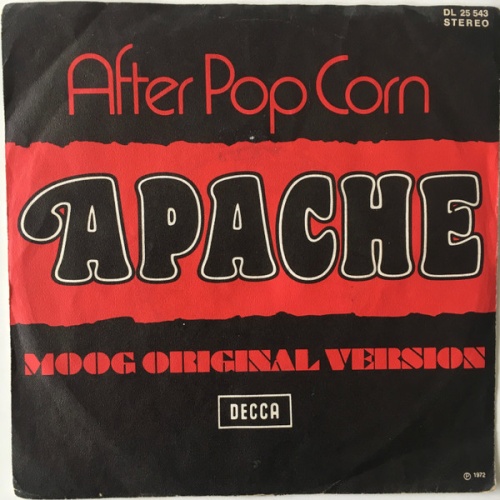 DL 25 543
STEREO
After Pop Corn
APACHE
MOOG ORIGINAL VERSION
DECCA
℗ 1972